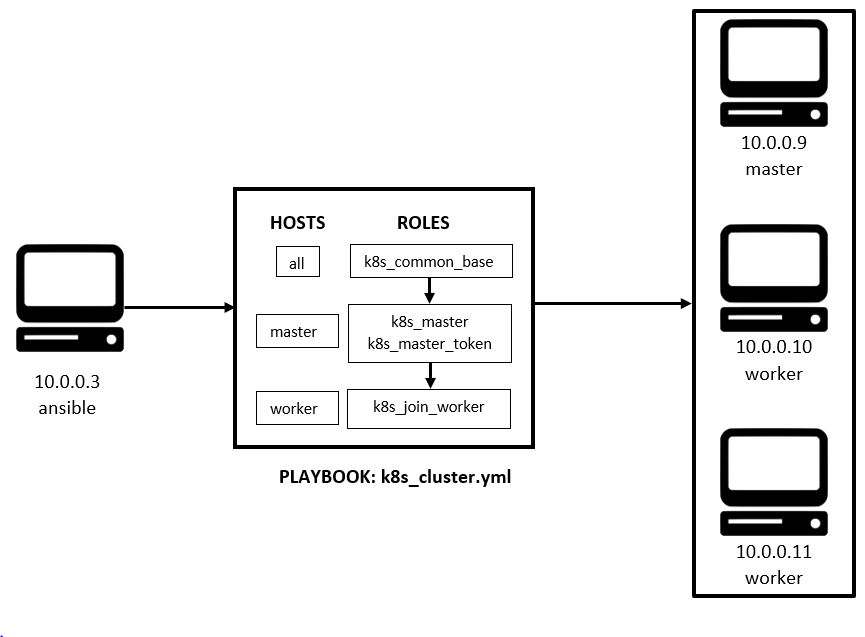 10.0.0.3
ansible
HOSTS ROLES
all k8s_common_base
master k8s_master
k8s_master_token
worker k8s_join_worker
PLAYBOOK: k8s_cluster.yml
10.0.0.9
master
10.0.0.10
worker
10.0.0.11
worker